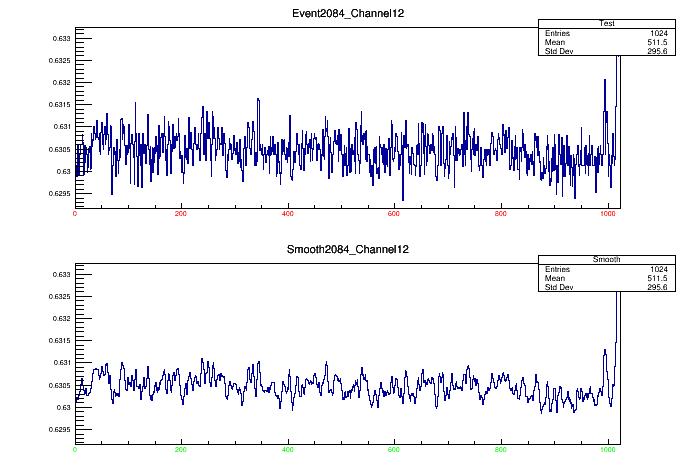 Event2084_Channel12
Test
Entries 1024
Mean 511.5
Std Dev 295.6
0.633
0.6325
0.632
0.6315
0.631
0.6305
0.63
0.6295
0 200 400 600 800 1000
Smooth2084_Channel12
Smooth
Entries 1024
Mean 511.5
Std Dev 295.6
0.633
0.6325
0.632
0.6315
0.631
0.6305
0.63
0.6295
0 200 400 600 800 1000